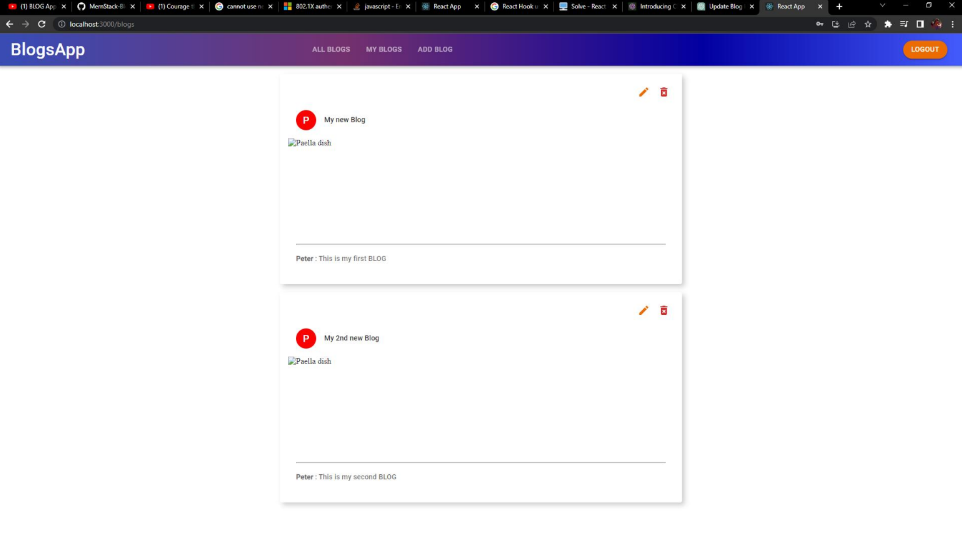 (1) BLOG App
MernStack-Bl
(1) Courage t
cannot use ne
802.1X authen
javascript - E
React App
React Hook u
Solve - React
Introducing C
Update Blog
React App
localhost:3000/blogs
BlogsApp
ALL BLOGS
MY BLOGS
ADD BLOG
LOGOUT
P
My new Blog
Paella dish
Peter : This is my first BLOG
P
My 2nd new Blog
Paella dish
Peter : This is my second BLOG